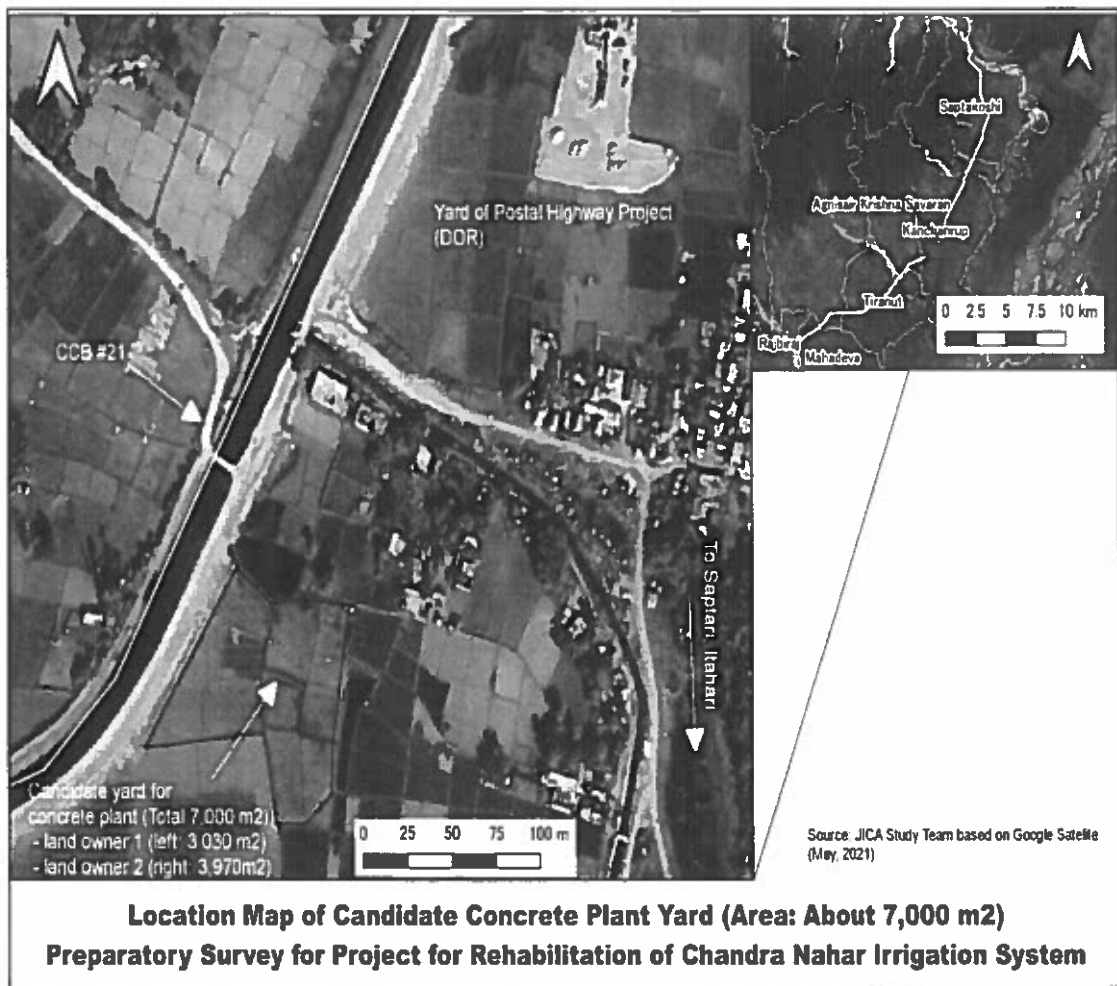 Yard of Postal Highway Project
(DOR)
CCB #21
To Saptari, Itahari
Candidate yard for
concrete plant (Total 7,000 m2)
- land owner 1 (left: 3,030 m2)
- land owner 2 (right: 3,970m2)
0 25 50 75 100 m
Saptakoshi
Agnisair Krishna Savaran
Kanchanrup
Tirahut
Rajbiraj
Mahadeva
0 2.5 5 7.5 10 km
Source: JICA Study Team based on Google Satellite
(May, 2021)
Location Map of Candidate Concrete Plant Yard (Area: About 7,000 m2)
Preparatory Survey for Project for Rehabilitation of Chandra Nahar Irrigation System